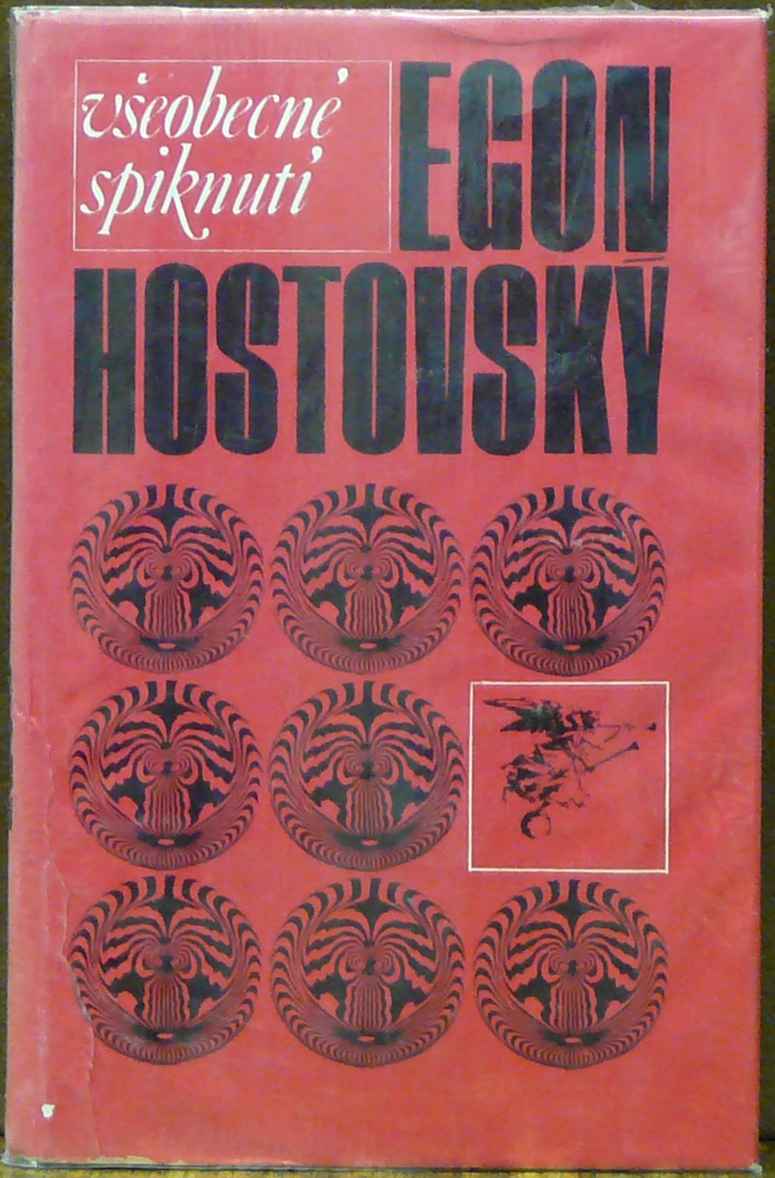 všeobecné
spiknutí
EGON
HOSTOVSKÝ